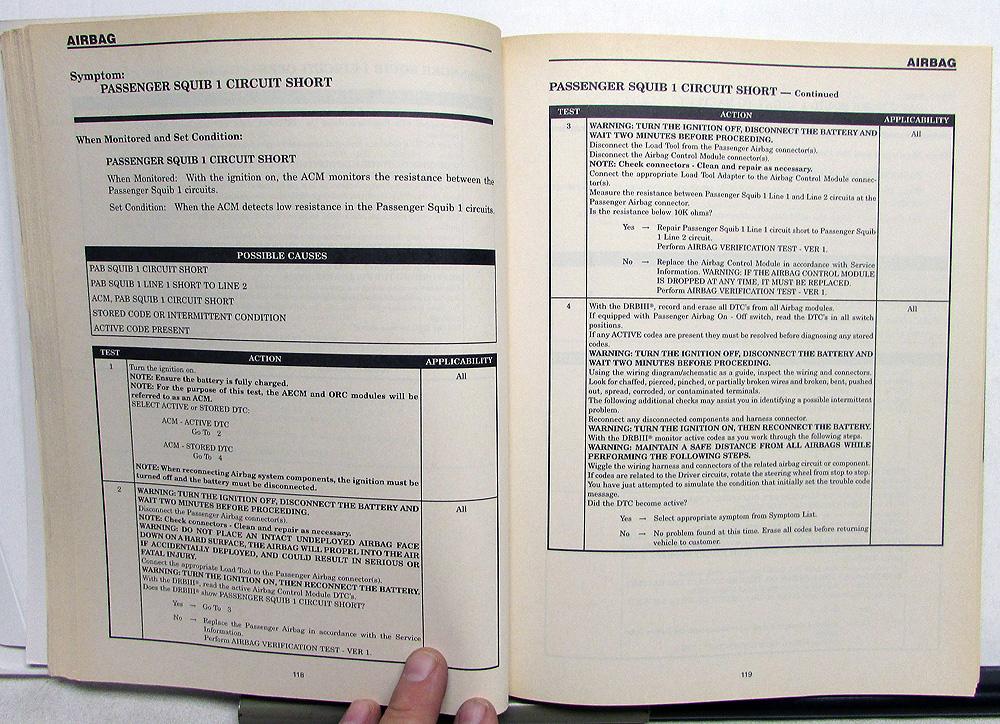 AIRBAG
Symptom:
PASSENGER SQUIB 1 CIRCUIT SHORT
When Monitored and Set Condition:
PASSENGER SQUIB 1 CIRCUIT SHORT
When Monitored: With the ignition on, the ACM monitors the resistance between the
Passenger Squib 1 circuits.
Set Condition: When the ACM detects low resistance in the Passenger Squib 1 circuits.
POSSIBLE CAUSES
PAB SQUIB 1 CIRCUIT SHORT
PAB SQUIB 1 LINE 1 SHORT TO LINE 2
ACM, PAB SQUIB 1 CIRCUIT SHORT
STORED CODE OR INTERMITTENT CONDITION
ACTIVE CODE PRESENT
TEST ACTION APPLICABILITY
1 Turn the ignition on. All
NOTE: Ensure the battery is fully charged.
NOTE: For the purpose of this test, the AECM and ORC modules will be
referred to as an ACM.
SELECT ACTIVE or STORED DTC:
ACM - ACTIVE DTC
Go To 2
ACM - STORED DTC
Go To 4
NOTE: When reconnecting Airbag system components, the ignition must be
turned off and the battery must be disconnected.
2 WARNING: TURN THE IGNITION OFF, DISCONNECT THE BATTERY AND All
WAIT TWO MINUTES BEFORE PROCEEDING.
Disconnect the Passenger Airbag connector(s).
NOTE: Check connectors - Clean and repair as necessary.
WARNING: DO NOT PLACE AN INTACT UNDEPLOYED AIRBAG FACE
DOWN ON A HARD SURFACE, THE AIRBAG WILL PROPEL INTO THE AIR
IF ACCIDENTALLY DEPLOYED, AND COULD RESULT IN SERIOUS OR
FATAL INJURY.
Connect the appropriate Load Tool to the Passenger Airbag connector(s).
WARNING: TURN THE IGNITION ON, THEN RECONNECT THE BATTERY.
With the DRBIII®, read the active Airbag Control Module DTC's.
Does the DRBIII® show PASSENGER SQUIB 1 CIRCUIT SHORT?
Yes → Go To 3
No → Replace the Passenger Airbag in accordance with the Service
Information.
Perform AIRBAG VERIFICATION TEST - VER 1.
118
AIRBAG
PASSENGER SQUIB 1 CIRCUIT SHORT — Continued
TEST ACTION APPLICABILITY
3 WARNING: TURN THE IGNITION OFF, DISCONNECT THE BATTERY AND All
WAIT TWO MINUTES BEFORE PROCEEDING.
Disconnect the Load Tool from the Passenger Airbag connector(s).
Disconnect the Airbag Control Module connector(s).
NOTE: Check connectors - Clean and repair as necessary.
Connect the appropriate Load Tool Adapter to the Airbag Control Module connec-
tor(s).
Measure the resistance between Passenger Squib 1 Line 1 and Line 2 circuits at the
Passenger Airbag connector.
Is the resistance below 10K ohms?
Yes → Repair Passenger Squib 1 Line 1 circuit short to Passenger Squib
1 Line 2 circuit.
Perform AIRBAG VERIFICATION TEST - VER 1.
No → Replace the Airbag Control Module in accordance with Service
Information. WARNING: IF THE AIRBAG CONTROL MODULE
IS DROPPED AT ANY TIME, IT MUST BE REPLACED.
Perform AIRBAG VERIFICATION TEST - VER 1.
4 With the DRBIII®, record and erase all DTC's from all Airbag modules. All
If equipped with Passenger Airbag On - Off switch, read the DTC's in all switch
positions.
If any ACTIVE codes are present they must be resolved before diagnosing any stored
codes.
WARNING: TURN THE IGNITION OFF, DISCONNECT THE BATTERY AND
WAIT TWO MINUTES BEFORE PROCEEDING.
Using the wiring diagram/schematic as a guide, inspect the wiring and connectors.
Look for chaffed, pierced, pinched, or partially broken wires and broken, bent, pushed
out, spread, corroded, or contaminated terminals.
The following additional checks may assist you in identifying a possible intermittent
problem.
Reconnect any disconnected components and harness connector.
WARNING: TURN THE IGNITION ON, THEN RECONNECT THE BATTERY.
With the DRBIII® monitor active codes as you work through the following steps.
WARNING: MAINTAIN A SAFE DISTANCE FROM ALL AIRBAGS WHILE
PERFORMING THE FOLLOWING STEPS.
Wiggle the wiring harness and connectors of the related airbag circuit or component.
If codes are related to the Driver circuits, rotate the steering wheel from stop to stop.
You have just attempted to simulate the condition that initially set the trouble code
message.
Did the DTC become active?
Yes → Select appropriate symptom from Symptom List.
No → No problem found at this time. Erase all codes before returning
vehicle to customer.
119